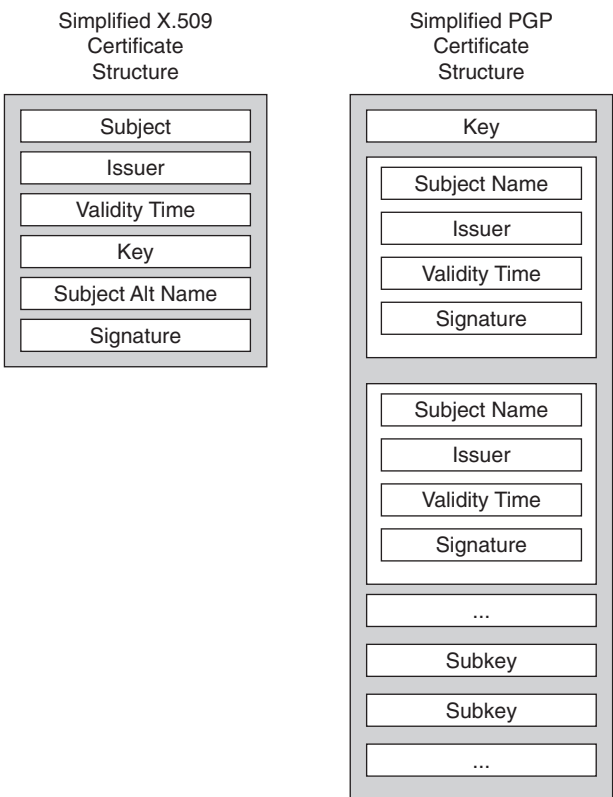 Simplified X.509
Certificate
Structure
Subject
Issuer
Validity Time
Key
Subject Alt Name
Signature
Simplified PGP
Certificate
Structure
Key
Subject Name
Issuer
Validity Time
Signature
Subject Name
Issuer
Validity Time
Signature
...
Subkey
Subkey
...